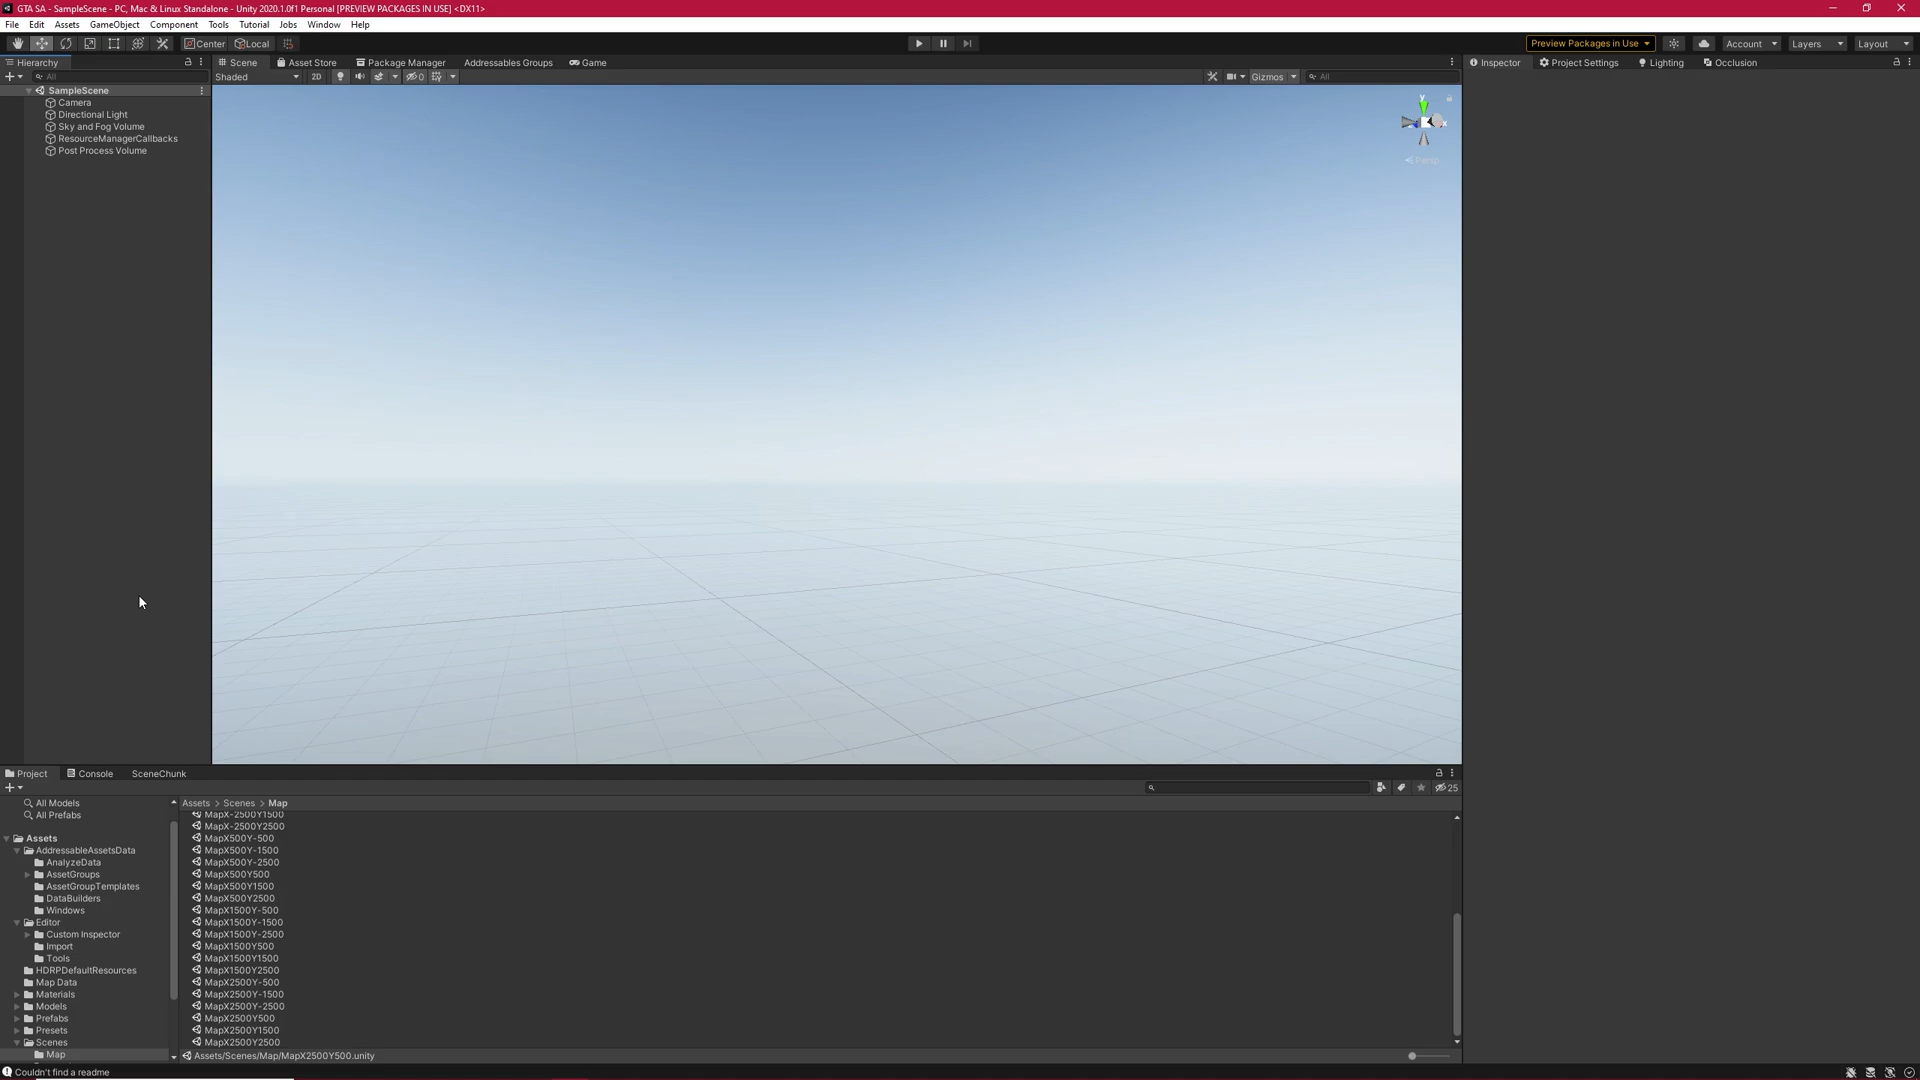 GTA SA - SampleScene - PC, Mac & Linux Standalone - Unity 2020.1.0f1 Personal [PREVIEW PACKAGES IN USE] <DX11>
File Edit Assets GameObject Component Tools Tutorial Jobs Window Help
Center Local Preview Packages in Use Account Layers Layout
Hierarchy Scene Asset Store Package Manager Addressables Groups Game Inspector Project Settings Lighting Occlusion
All Shaded 2D 0 Gizmos All
SampleScene
Camera
Directional Light
Sky and Fog Volume
ResourceManagerCallbacks
Post Process Volume
y
x
Persp
Project Console SceneChunk
25
All Models
All Prefabs
Assets
AddressableAssetsData
AnalyzeData
AssetGroups
AssetGroupTemplates
DataBuilders
Windows
Editor
Custom Inspector
Import
Tools
HDRPDefaultResources
Map Data
Materials
Models
Prefabs
Presets
Scenes
Map
Assets > Scenes > Map
MapX-2500Y1500
MapX-2500Y2500
MapX500Y-500
MapX500Y-1500
MapX500Y-2500
MapX500Y500
MapX500Y1500
MapX500Y2500
MapX1500Y-500
MapX1500Y-1500
MapX1500Y-2500
MapX1500Y500
MapX1500Y1500
MapX1500Y2500
MapX2500Y-500
MapX2500Y-1500
MapX2500Y-2500
MapX2500Y500
MapX2500Y1500
MapX2500Y2500
Assets/Scenes/Map/MapX2500Y500.unity
Couldn't find a readme